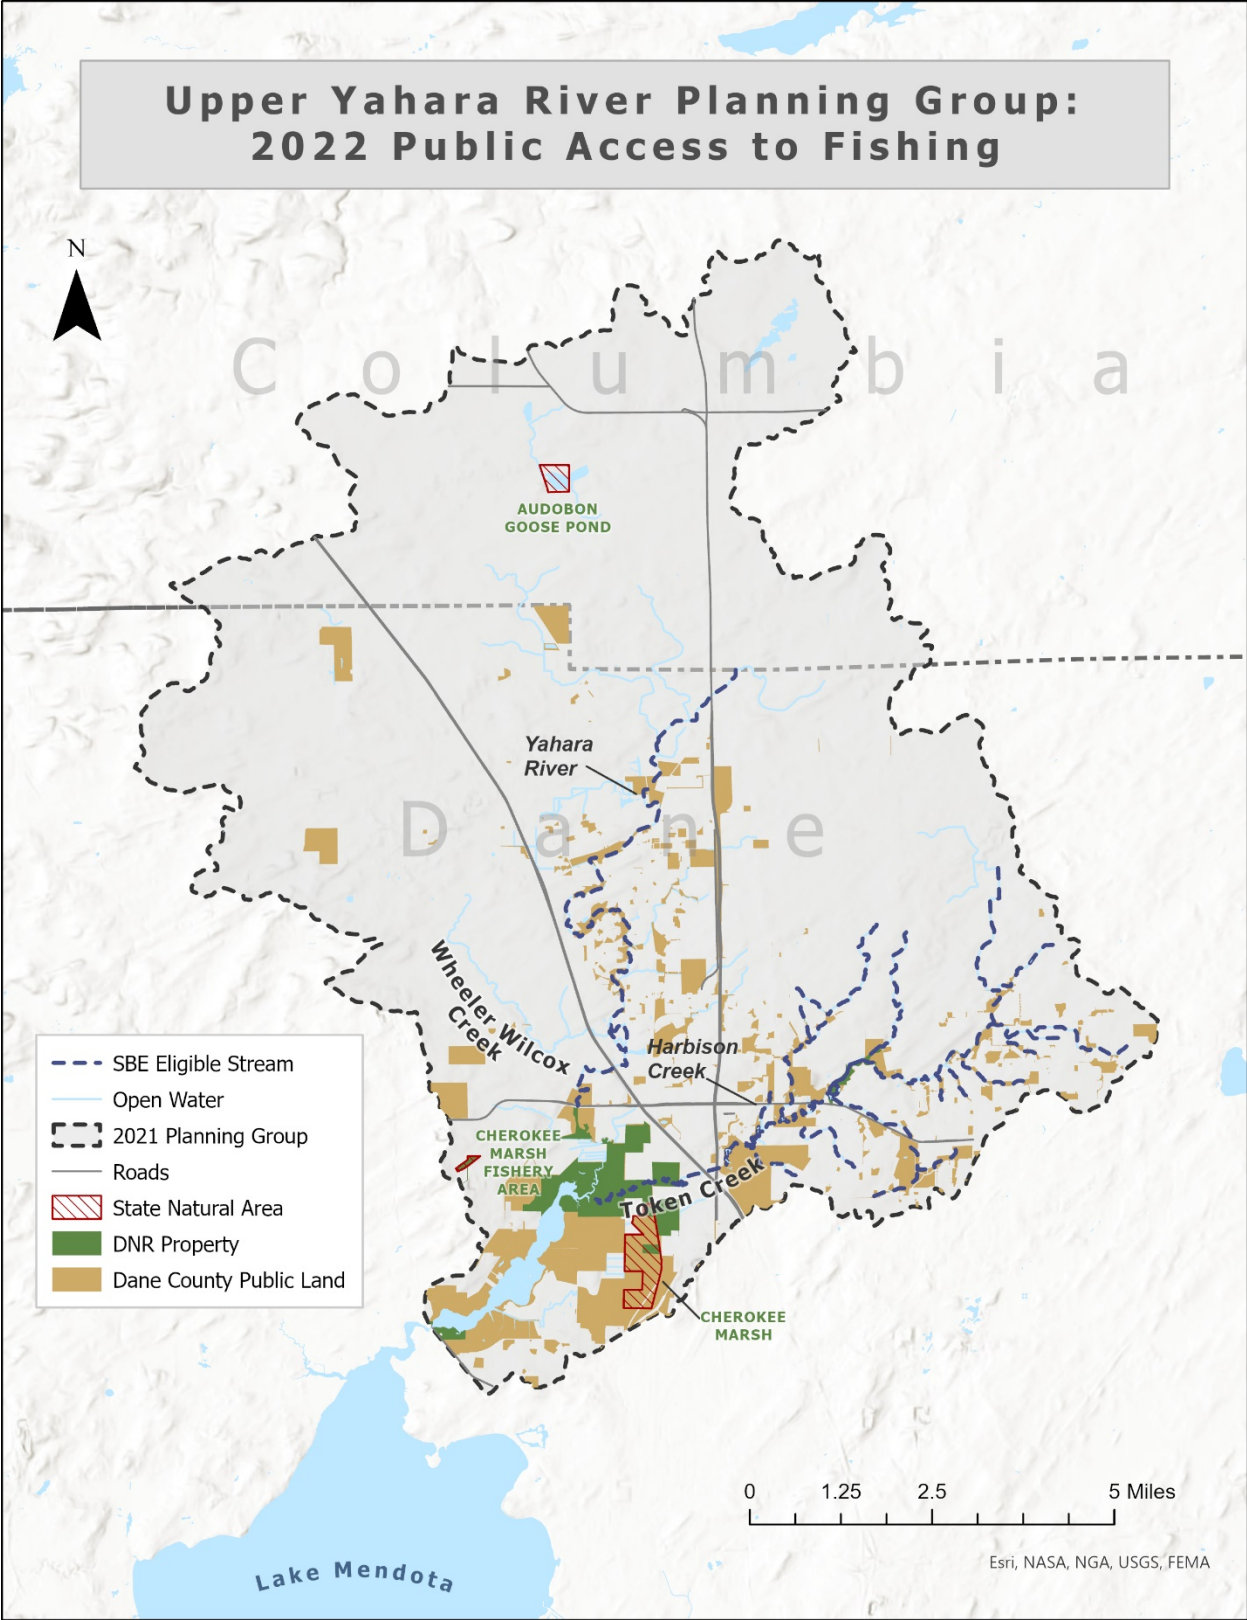 Upper Yahara River Planning Group:
2022 Public Access to Fishing
N
Columbia
AUDOBON
GOOSE POND
Yahara
River
Dane
Wheeler Wilcox
Creek
Harbison
Creek
SBE Eligible Stream
Open Water
2021 Planning Group
Roads
State Natural Area
DNR Property
Dane County Public Land
CHEROKEE
MARSH
FISHERY
AREA
Token Creek
CHEROKEE
MARSH
0 1.25 2.5 5 Miles
Esri, NASA, NGA, USGS, FEMA
Lake Mendota